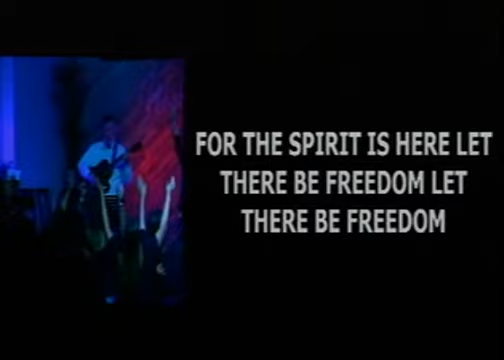 FOR THE SPIRIT IS HERE LET
THERE BE FREEDOM LET
THERE BE FREEDOM